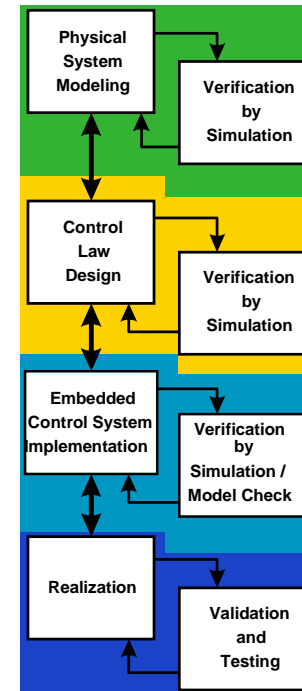 Physical
System
Modeling
Verification
by
Simulation
Control
Law
Design
Verification
by
Simulation
Embedded
Control System
Implementation
Verification
by
Simulation /
Model Check
Realization
Validation
and
Testing